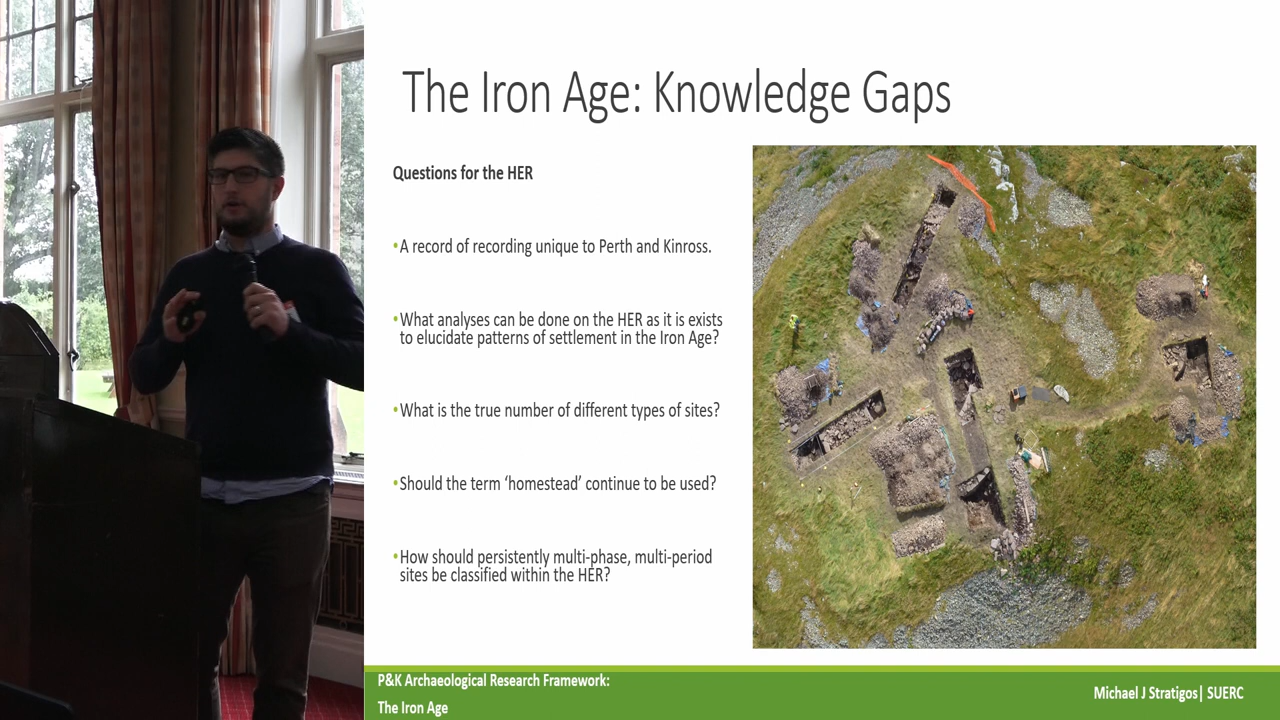 The Iron Age: Knowledge Gaps
Questions for the HER
•A record of recording unique to Perth and Kinross.
•What analyses can be done on the HER as it is exists
to elucidate patterns of settlement in the Iron Age?
•What is the true number of different types of sites?
•Should the term ‘homestead’ continue to be used?
•How should persistently multi-phase, multi-period
sites be classified within the HER?
P&K Archaeological Research Framework:
The Iron Age
Michael J Stratigos| SUERC